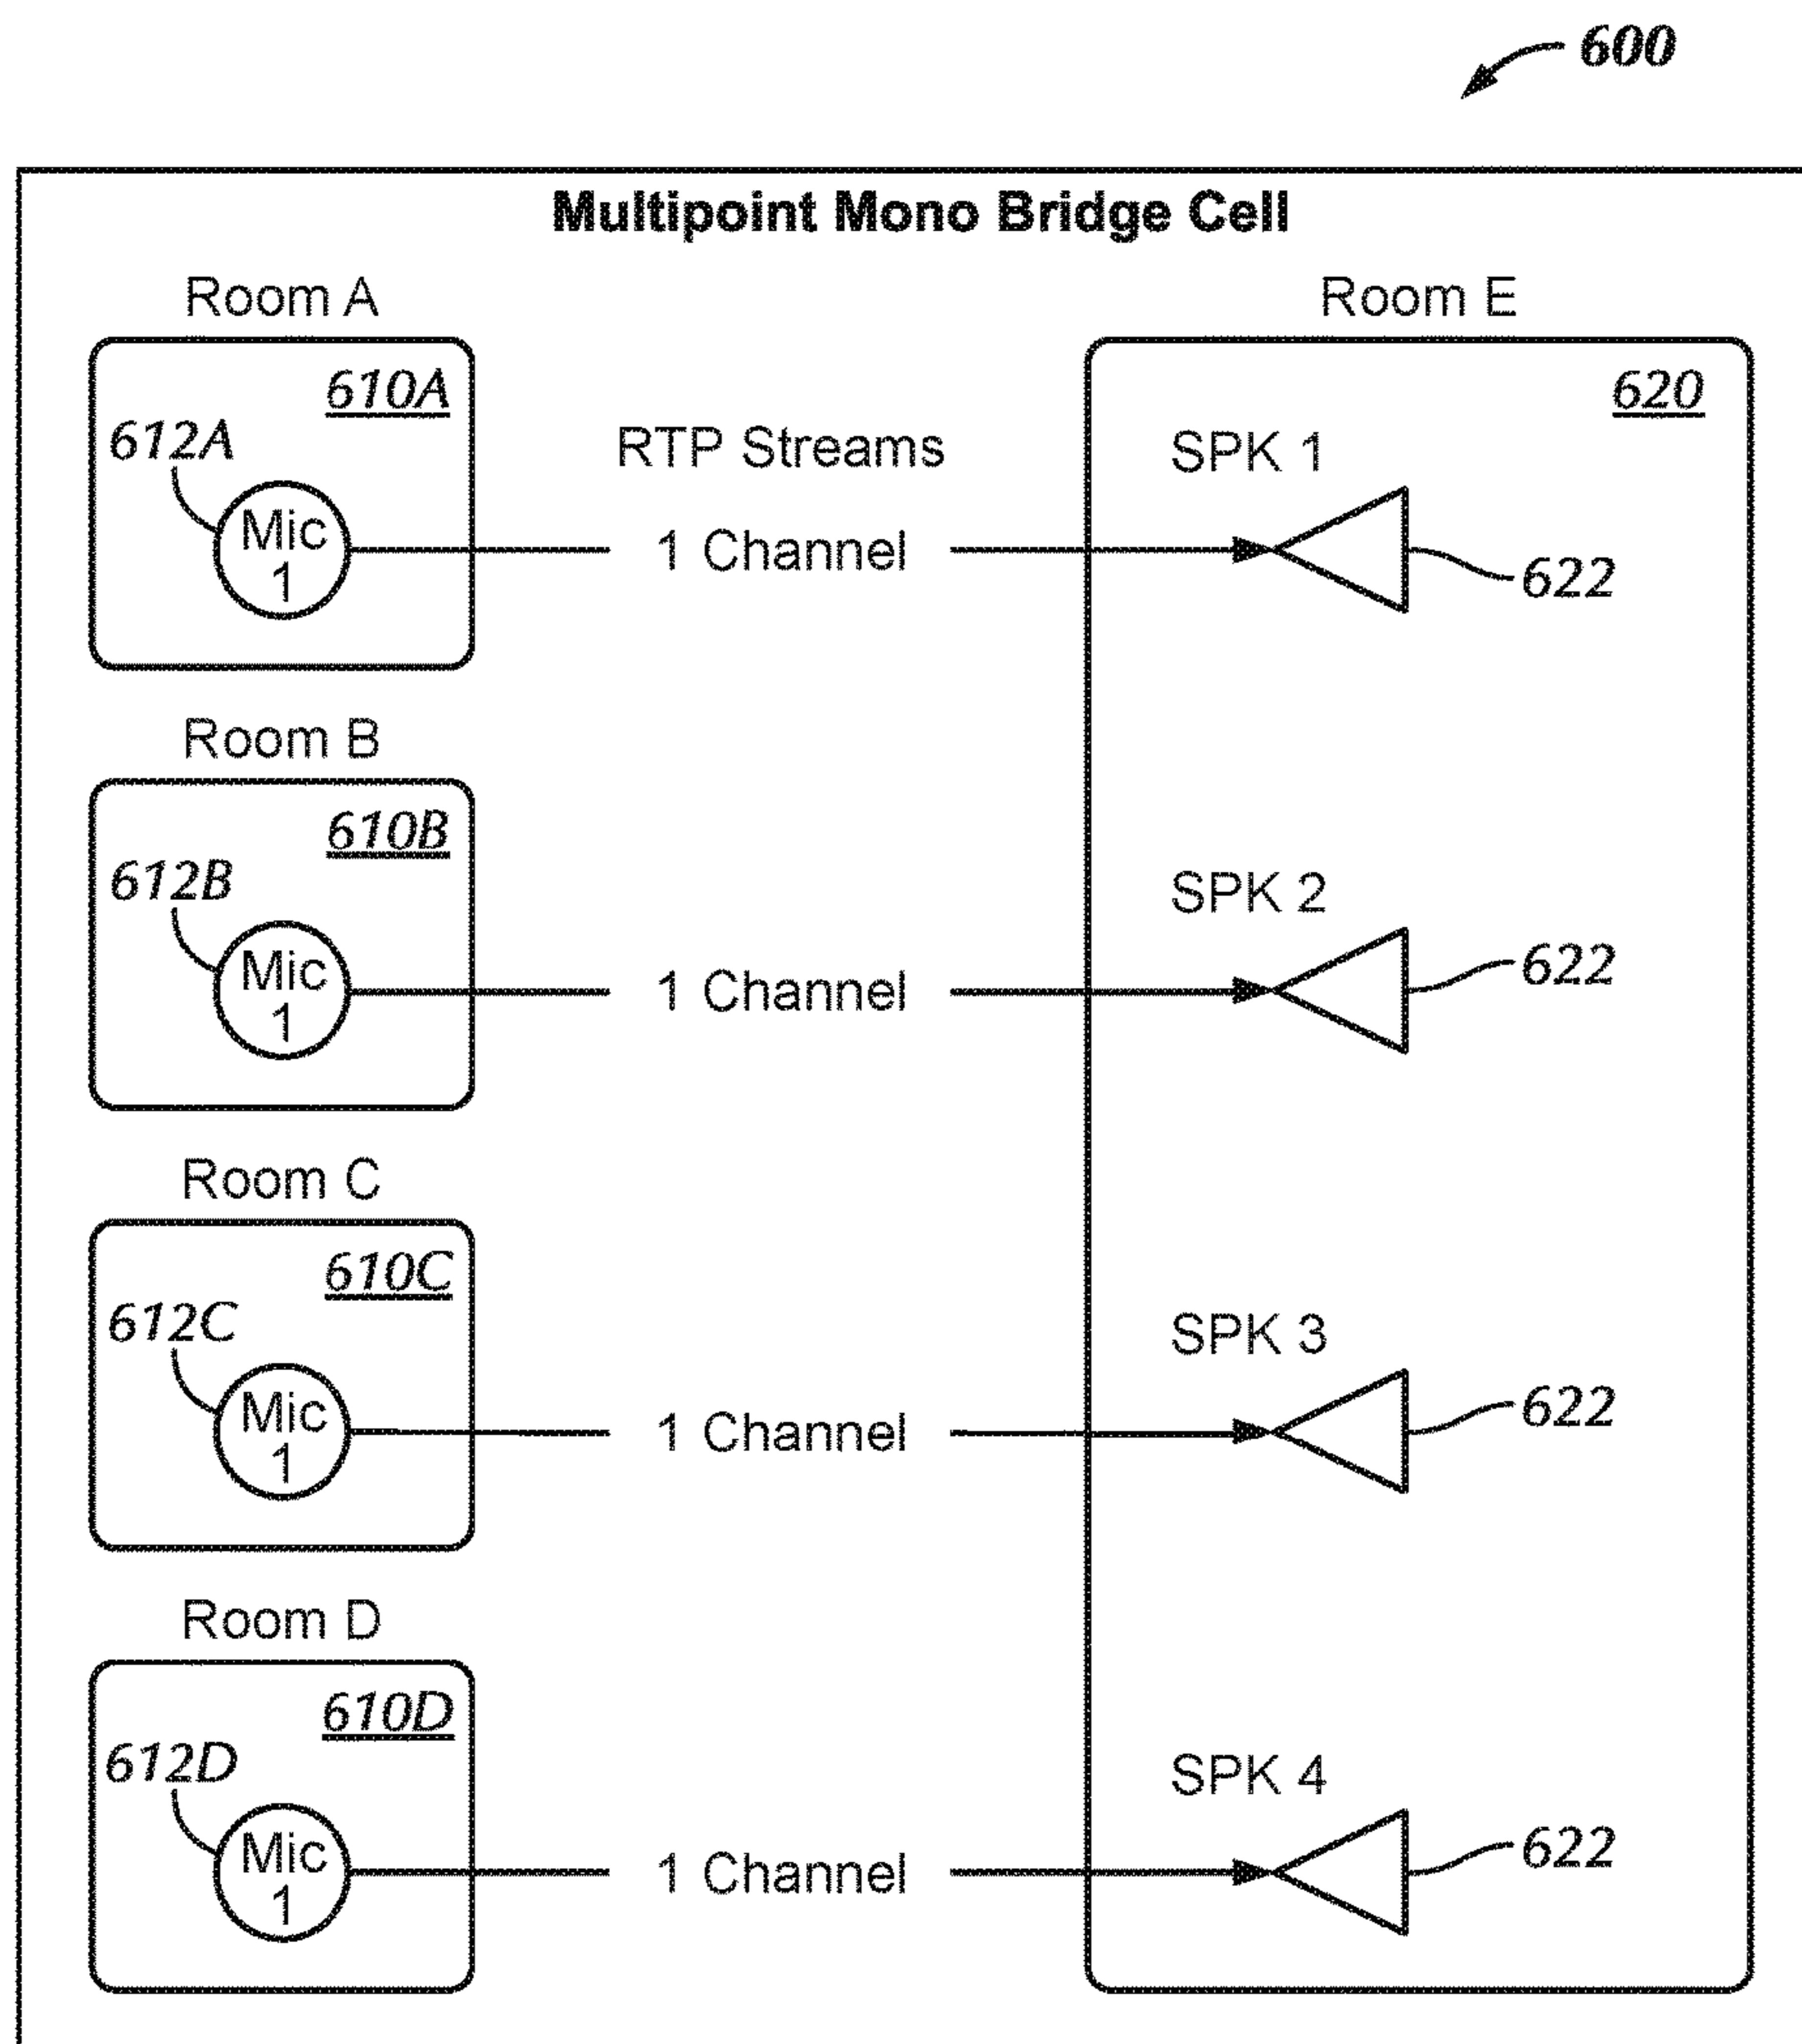 600
Multipoint Mono Bridge Cell
Room A
Room E
610A
620
612A
RTP Streams
SPK 1
Mic
1
1 Channel
622
Room B
610B
612B
SPK 2
Mic
1
1 Channel
622
Room C
610C
612C
SPK 3
Mic
1
1 Channel
622
Room D
610D
612D
SPK 4
Mic
1
1 Channel
622